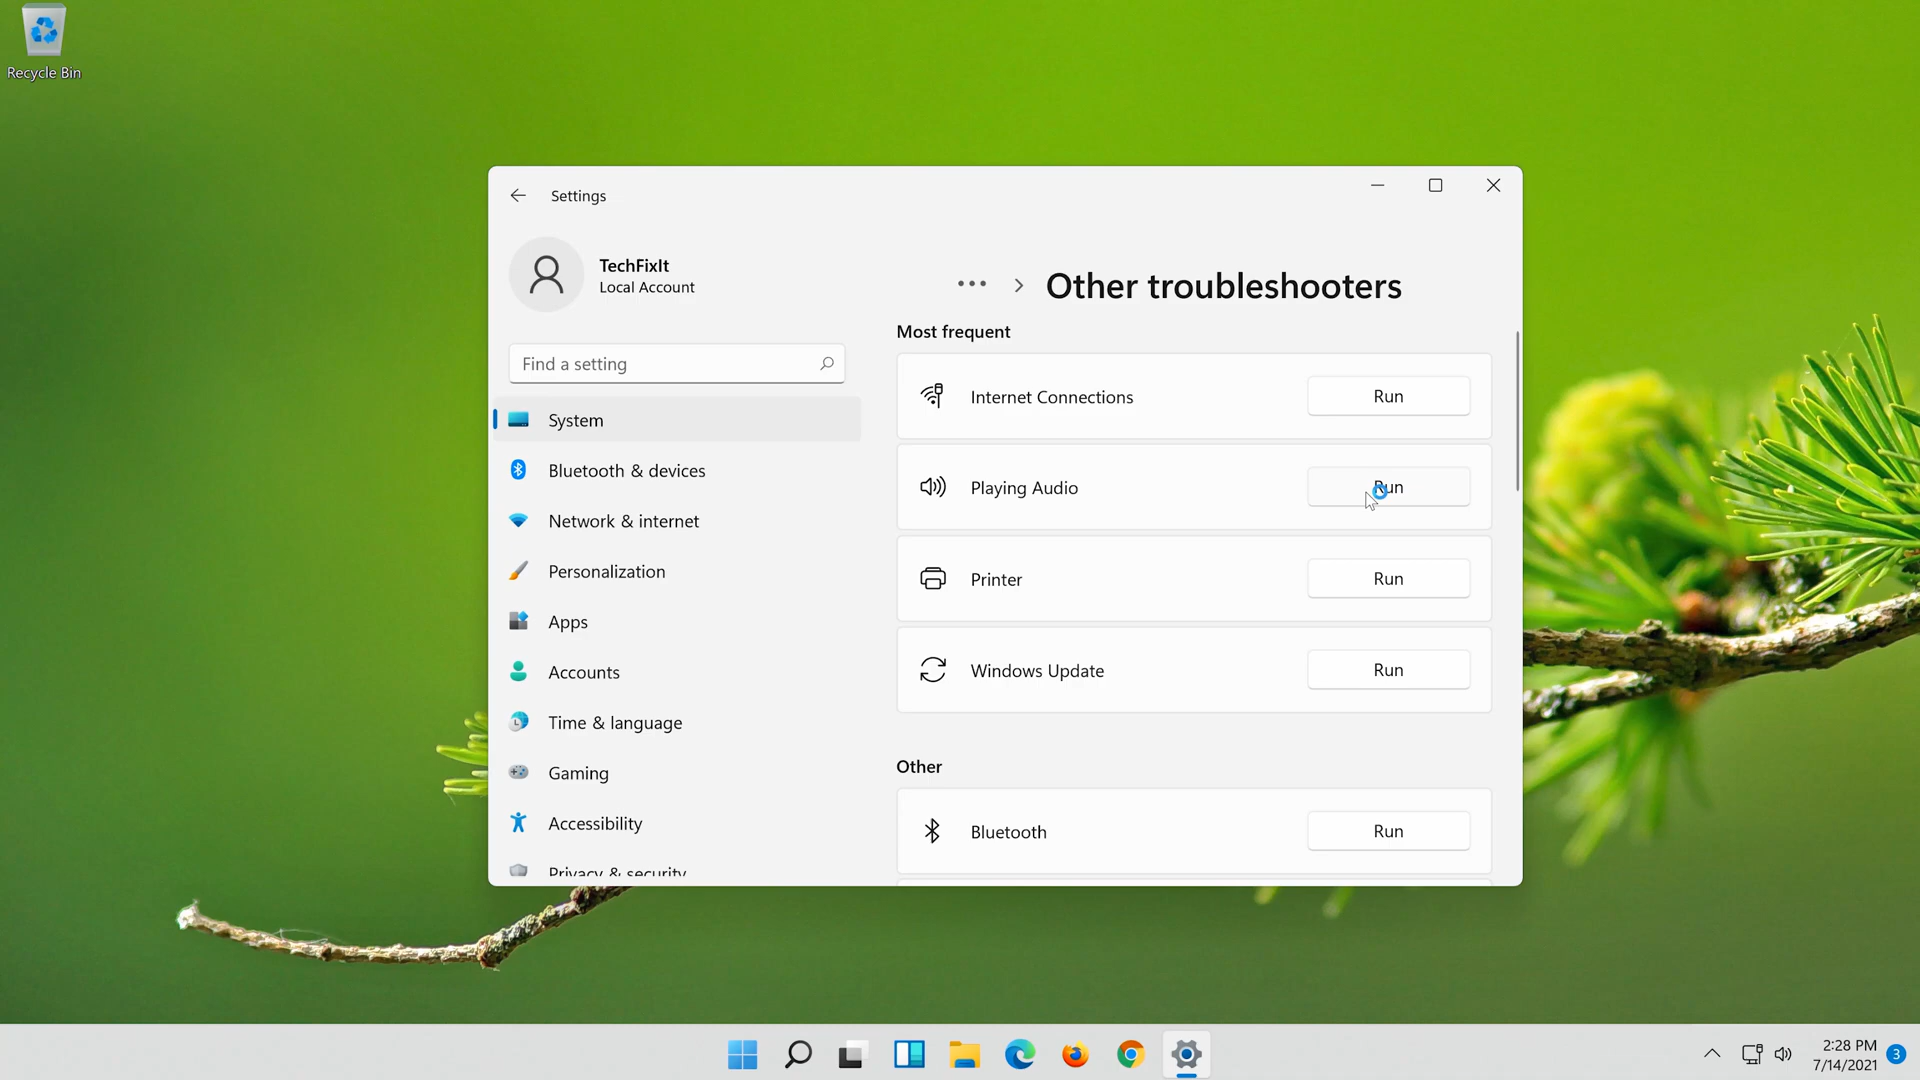 Recycle Bin
Settings
TechFixIt
Local Account
Find a setting
System
Bluetooth & devices
Network & internet
Personalization
Apps
Accounts
Time & language
Gaming
Accessibility
Privacy & security
Other troubleshooters
Most frequent
Internet Connections
Run
Playing Audio
Run
Printer
Run
Windows Update
Run
Other
Bluetooth
Run
2:28 PM
7/14/2021
3